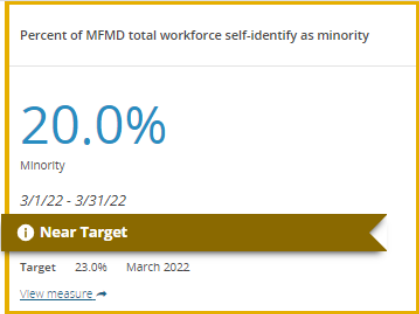 Percent of MFMD total workforce self-identify as minority
20.0%
Minority
3/1/22 - 3/31/22
Near Target
Target 23.0% March 2022
View measure